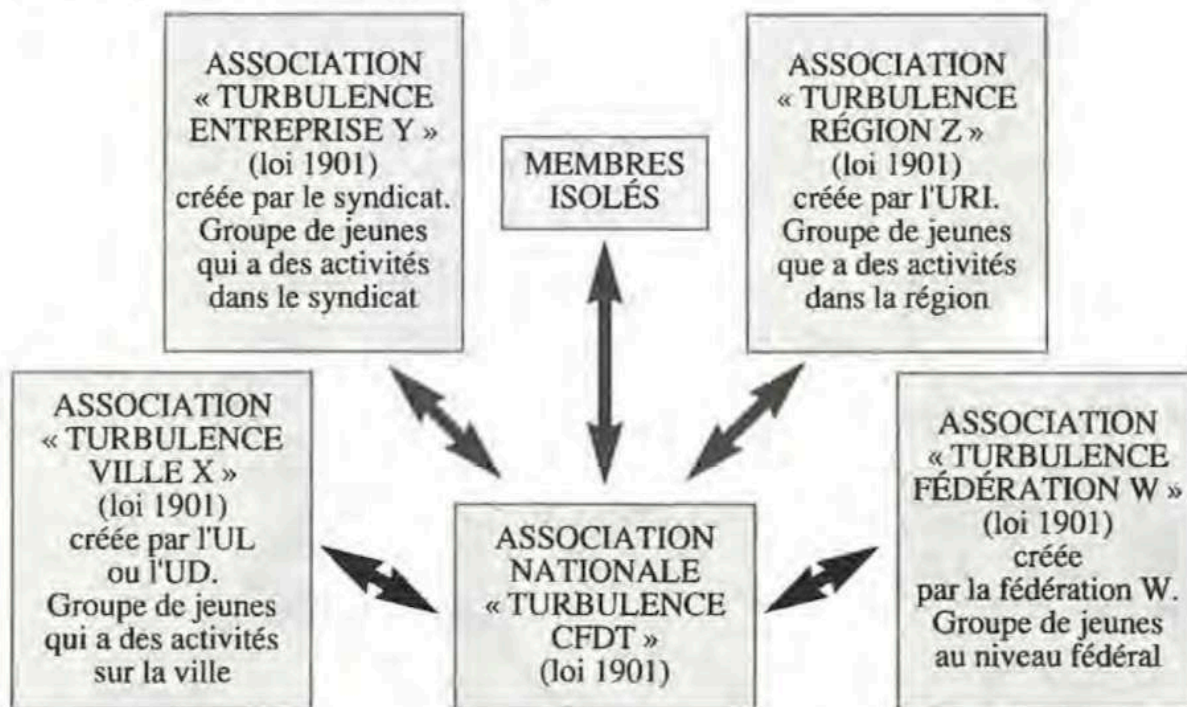 ASSOCIATION
« TURBULENCE
ENTREPRISE Y »
(loi 1901)
créée par le syndicat.
Groupe de jeunes
qui a des activités
dans le syndicat
MEMBRES
ISOLÉS
ASSOCIATION
« TURBULENCE
RÉGION Z »
(loi 1901)
créée par l'URI.
Groupe de jeunes
que a des activités
dans la région
ASSOCIATION
« TURBULENCE
VILLE X »
(loi 1901)
créée par l'UL
ou l'UD.
Groupe de jeunes
qui a des activités
sur la ville
ASSOCIATION
NATIONALE
« TURBULENCE
CFDT »
(loi 1901)
ASSOCIATION
« TURBULENCE
FÉDÉRATION W »
(loi 1901)
créée
par la fédération W.
Groupe de jeunes
au niveau fédéral